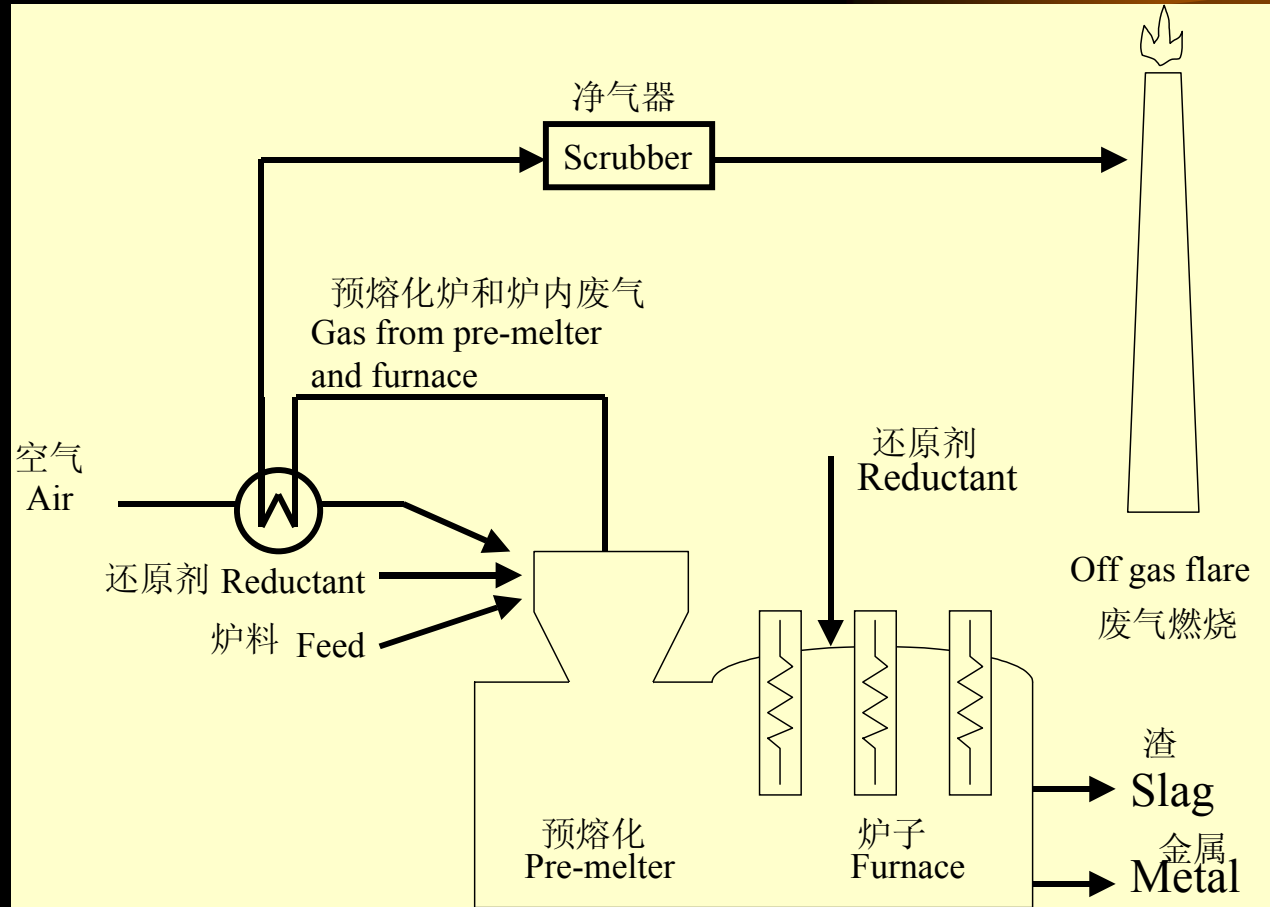 净气器
Scrubber
预熔化炉和炉内废气
Gas from pre-melter
and furnace
空气
Air
还原剂
Reductant
还原剂 Reductant
炉料 Feed
Off gas flare
废气燃烧
渣
Slag
预熔化
Pre-melter
炉子
Furnace
金属
Metal